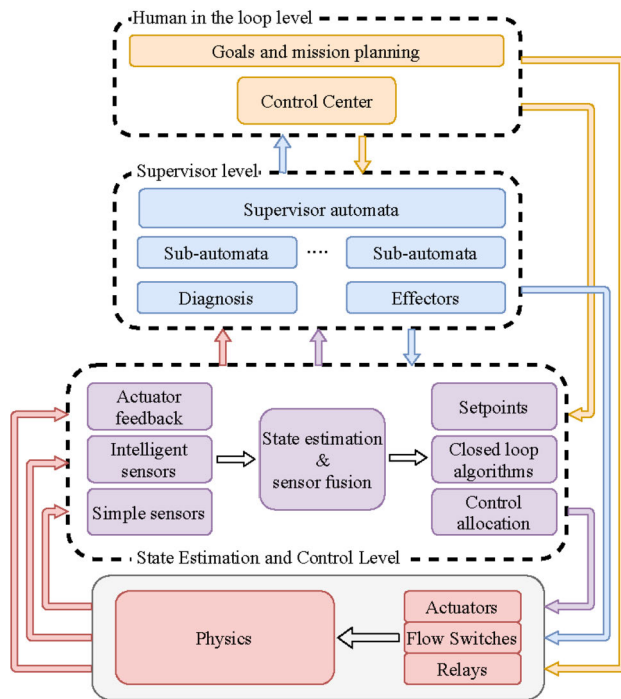 Human in the loop level
Goals and mission planning
Control Center
Supervisor level
Supervisor automata
Sub-automata
....
Sub-automata
Diagnosis
Effectors
Actuator
feedback
Intelligent
sensors
Simple sensors
State estimation
&
sensor fusion
Setpoints
Closed loop
algorithms
Control
allocation
State Estimation and Control Level
Physics
Actuators
Flow Switches
Relays